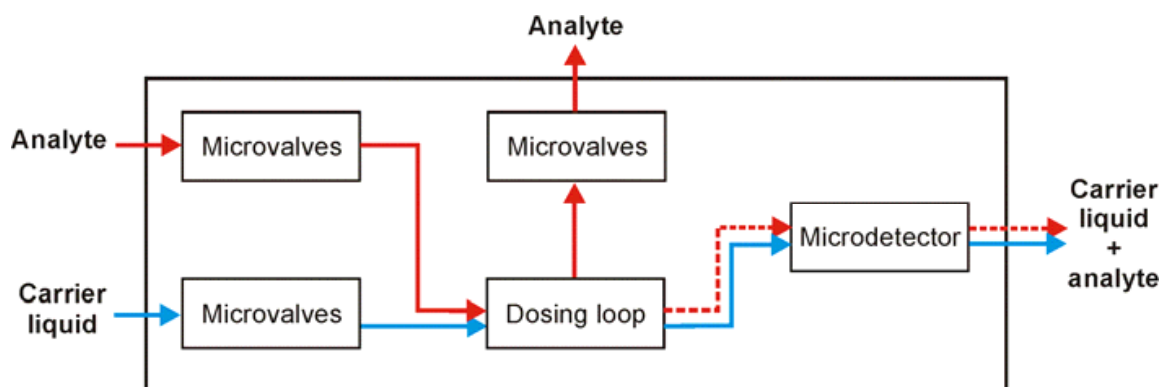 Analyte
Analyte
Microvalves
Microvalves
Carrier
liquid
Microvalves
Dosing loop
Microdetector
Carrier
liquid
+
analyte